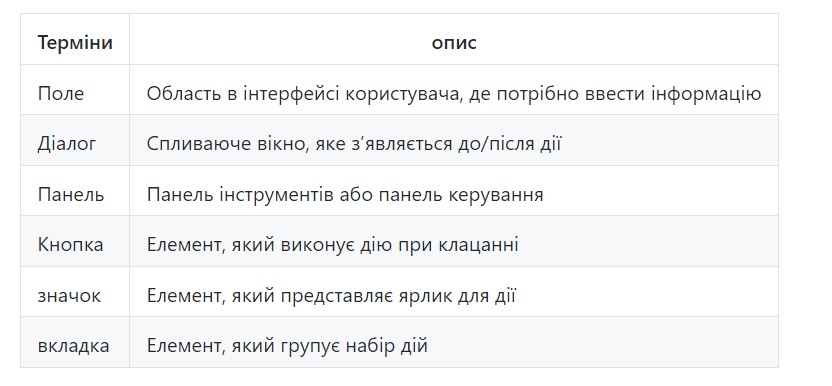 Терміни опис
Поле Область в інтерфейсі користувача, де потрібно ввести інформацію
Діалог Спливаюче вікно, яке з’являється до/після дії
Панель Панель інструментів або панель керування
Кнопка Елемент, який виконує дію при клацанні
значок Елемент, який представляє ярлик для дії
вкладка Елемент, який групує набір дій